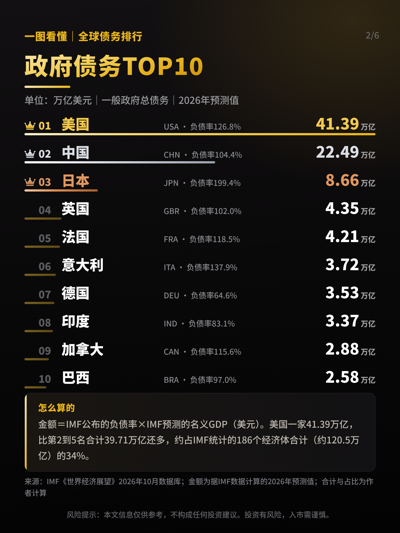 一图看懂｜全球债务排行
2/6
政府债务TOP10
单位：万亿美元｜一般政府总债务｜2026年预测值
01 美国 USA · 负债率126.8% 41.39万亿
02 中国 CHN · 负债率104.4% 22.49万亿
03 日本 JPN · 负债率199.4% 8.66万亿
04 英国 GBR · 负债率102.0% 4.35万亿
05 法国 FRA · 负债率118.5% 4.21万亿
06 意大利 ITA · 负债率137.9% 3.72万亿
07 德国 DEU · 负债率64.6% 3.53万亿
08 印度 IND · 负债率83.1% 3.37万亿
09 加拿大 CAN · 负债率115.6% 2.88万亿
10 巴西 BRA · 负债率97.0% 2.58万亿
怎么算的
金额＝IMF公布的负债率×IMF预测的名义GDP（美元）。美国一家41.39万亿，
比第2到5名合计39.71万亿还多，约占IMF统计的186个经济体合计（约120.5万
亿）的34%。
来源：IMF《世界经济展望》2026年10月数据库；金额为据IMF数据计算的2026年预测值；合计与占比为作
者计算
风险提示：本文信息仅供参考，不构成任何投资建议。投资有风险，入市需谨慎。